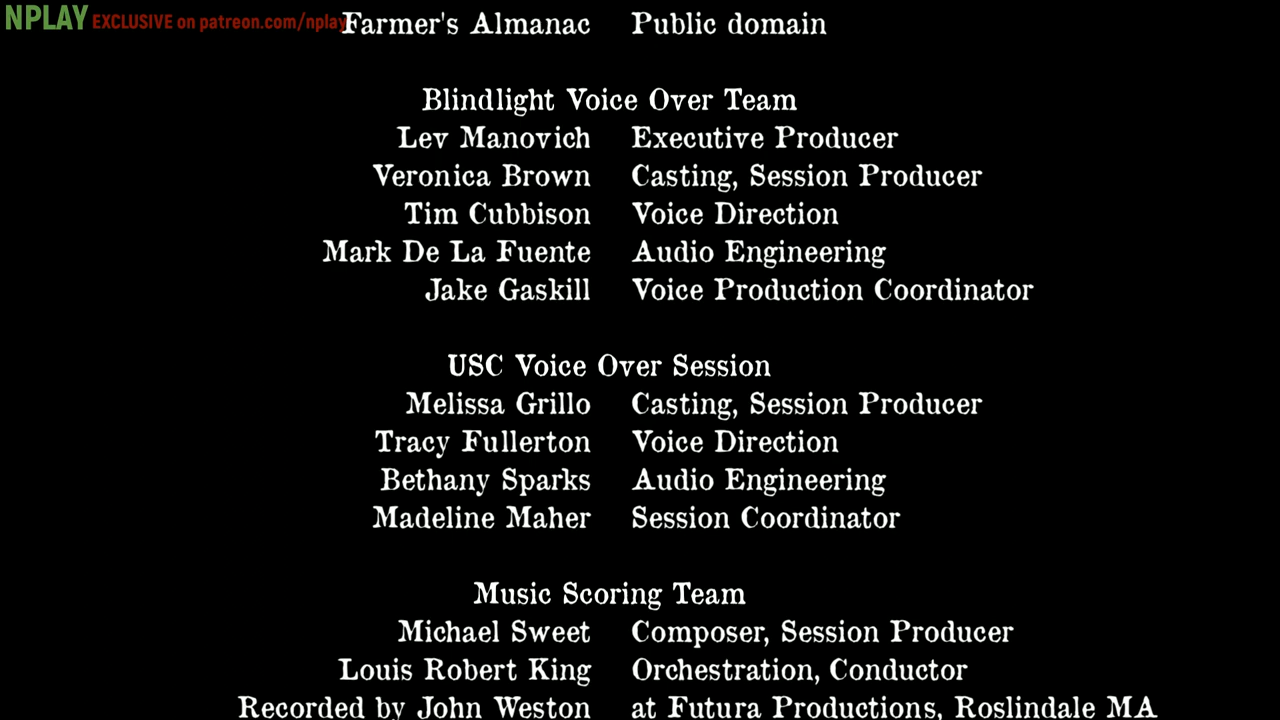 NPLAY EXCLUSIVE on patreon.com/nplay
Farmer's Almanac Public domain
Blindlight Voice Over Team
Lev Manovich Executive Producer
Veronica Brown Casting, Session Producer
Tim Cubbison Voice Direction
Mark De La Fuente Audio Engineering
Jake Gaskill Voice Production Coordinator
USC Voice Over Session
Melissa Grillo Casting, Session Producer
Tracy Fullerton Voice Direction
Bethany Sparks Audio Engineering
Madeline Maher Session Coordinator
Music Scoring Team
Michael Sweet Composer, Session Producer
Louis Robert King Orchestration, Conductor
Recorded by John Weston at Futura Productions, Roslindale MA